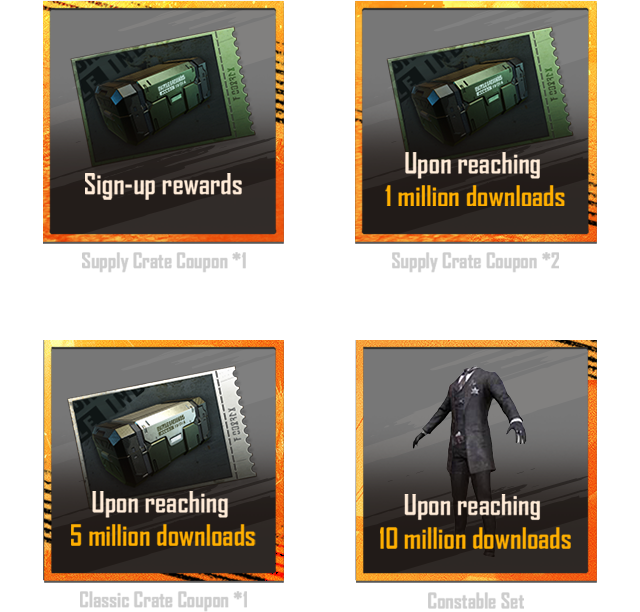 Sign-up rewards
Supply Crate Coupon *1
Upon reaching
1 million downloads
Supply Crate Coupon *2
Upon reaching
5 million downloads
Classic Crate Coupon *1
Upon reaching
10 million downloads
Constable Set